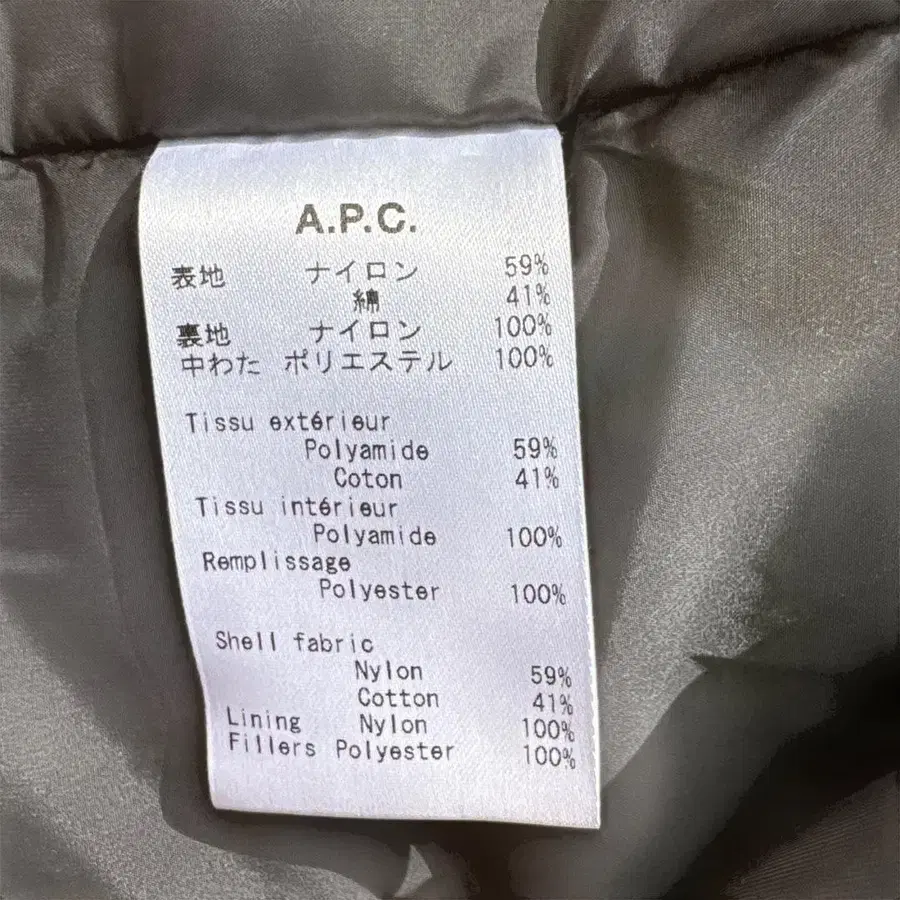 A.P.C.
表地 ナイロン 59%
綿 41%
裏地 ナイロン 100%
中わた ポリエステル 100%
Tissu extérieur
Polyamide 59%
Coton 41%
Tissu intérieur
Polyamide 100%
Remplissage
Polyester 100%
Shell fabric
Nylon 59%
Cotton 41%
Lining Nylon 100%
Fillers Polyester 100%